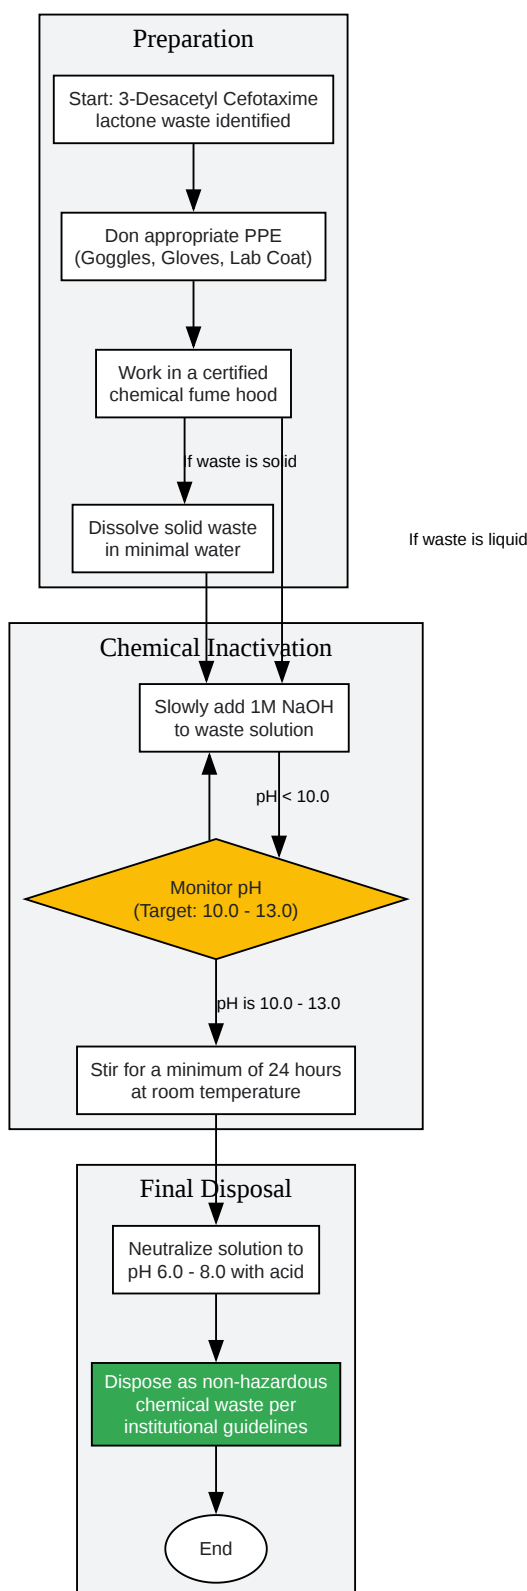 Preparation
Start: 3-Desacetyl Cefotaxime
lactone waste identified
Don appropriate PPE
(Goggles, Gloves, Lab Coat)
Work in a certified
chemical fume hood
If waste is solid
Dissolve solid waste
in minimal water
If waste is liquid
Chemical Inactivation
Slowly add 1M NaOH
to waste solution
pH < 10.0
Monitor pH
(Target: 10.0 - 13.0)
pH is 10.0 - 13.0
Stir for a minimum of 24 hours
at room temperature
Final Disposal
Neutralize solution to
pH 6.0 - 8.0 with acid
Dispose as non-hazardous
chemical waste per
institutional guidelines
End